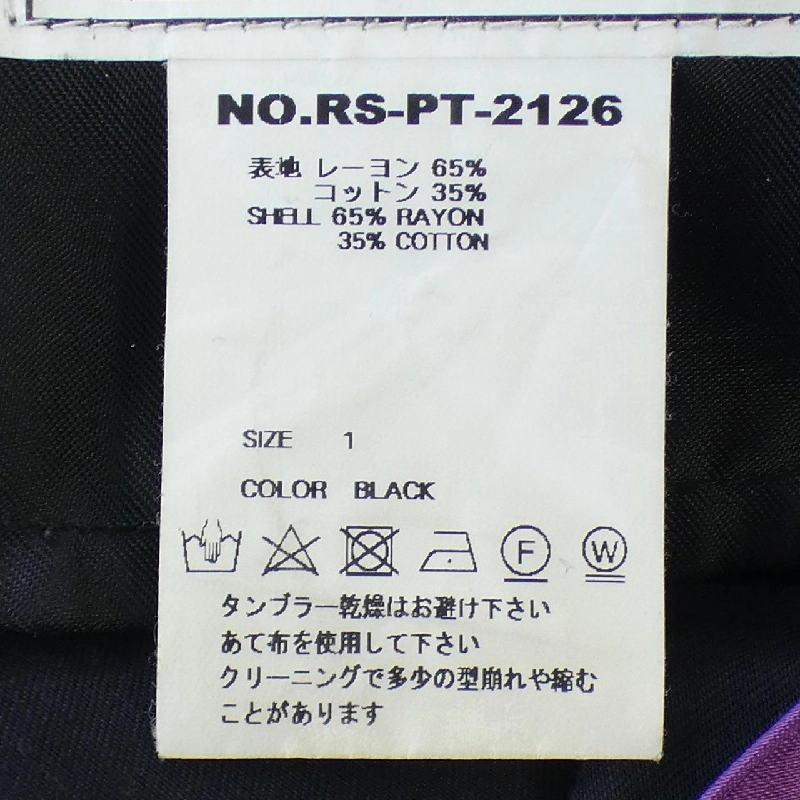 NO.RS-PT-2126
表地 レーヨン 65%
コットン 35%
SHELL 65% RAYON
35% COTTON
SIZE 1
COLOR BLACK
F W
タンブラー乾燥はお避け下さい
あて布を使用して下さい
クリーニングで多少の型崩れや縮む
ことがあります